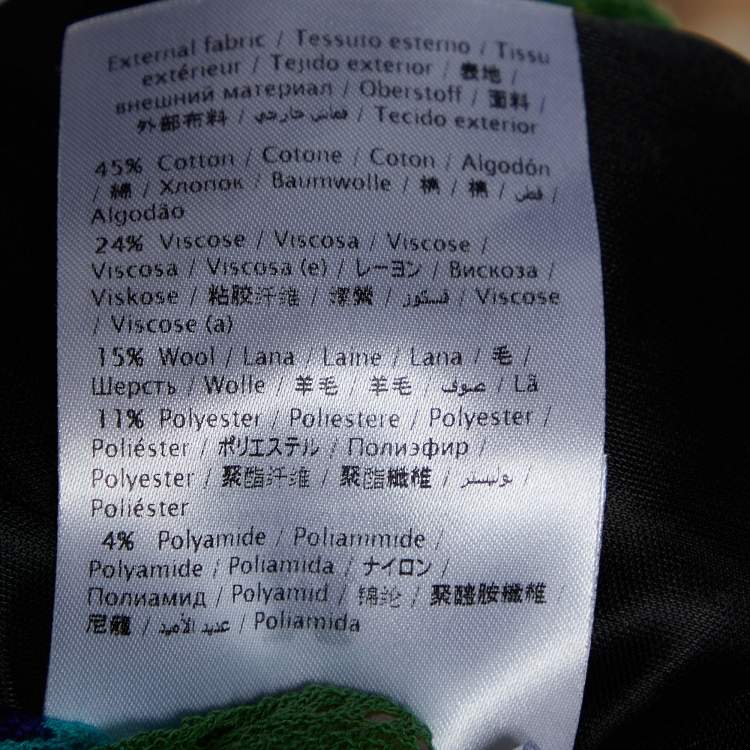 External fabric / Tessuto esterno / Tissu
extérieur / Tejido exterior / 表地 /
внешний материал / Oberstoff / 面料 /
外部布料 / قماش خارجي / Tecido exterior
45% Cotton / Cotone / Coton / Algodón
/ 綿 / Хлопок / Baumwolle / 棉 / 棉 / قطن /
Algodão
24% Viscose / Viscosa / Viscose /
Viscosa / Viscosa (e) / レーヨン / Вискоза /
Viskose / 粘胶纤维 / / فسكوز / Viscose
/ Viscose (a)
15% Wool / Lana / Laine / Lana / 毛 /
Шерсть / Wolle / 羊毛 / 羊毛 / صوف / Lã
11% Polyester / Poliestere / Polyester /
Poliéster / ポリエステル / Полиэфир /
Polyester / 聚酯纤维 / 聚酯纖維 / بوليستر /
Poliéster
4% Polyamide / Poliammide /
Polyamide / Poliamida / ナイロン /
Полиамид / Polyamid / 锦纶 / 聚醯胺纖維
尼龍 / عديد الأميد / Poliamida